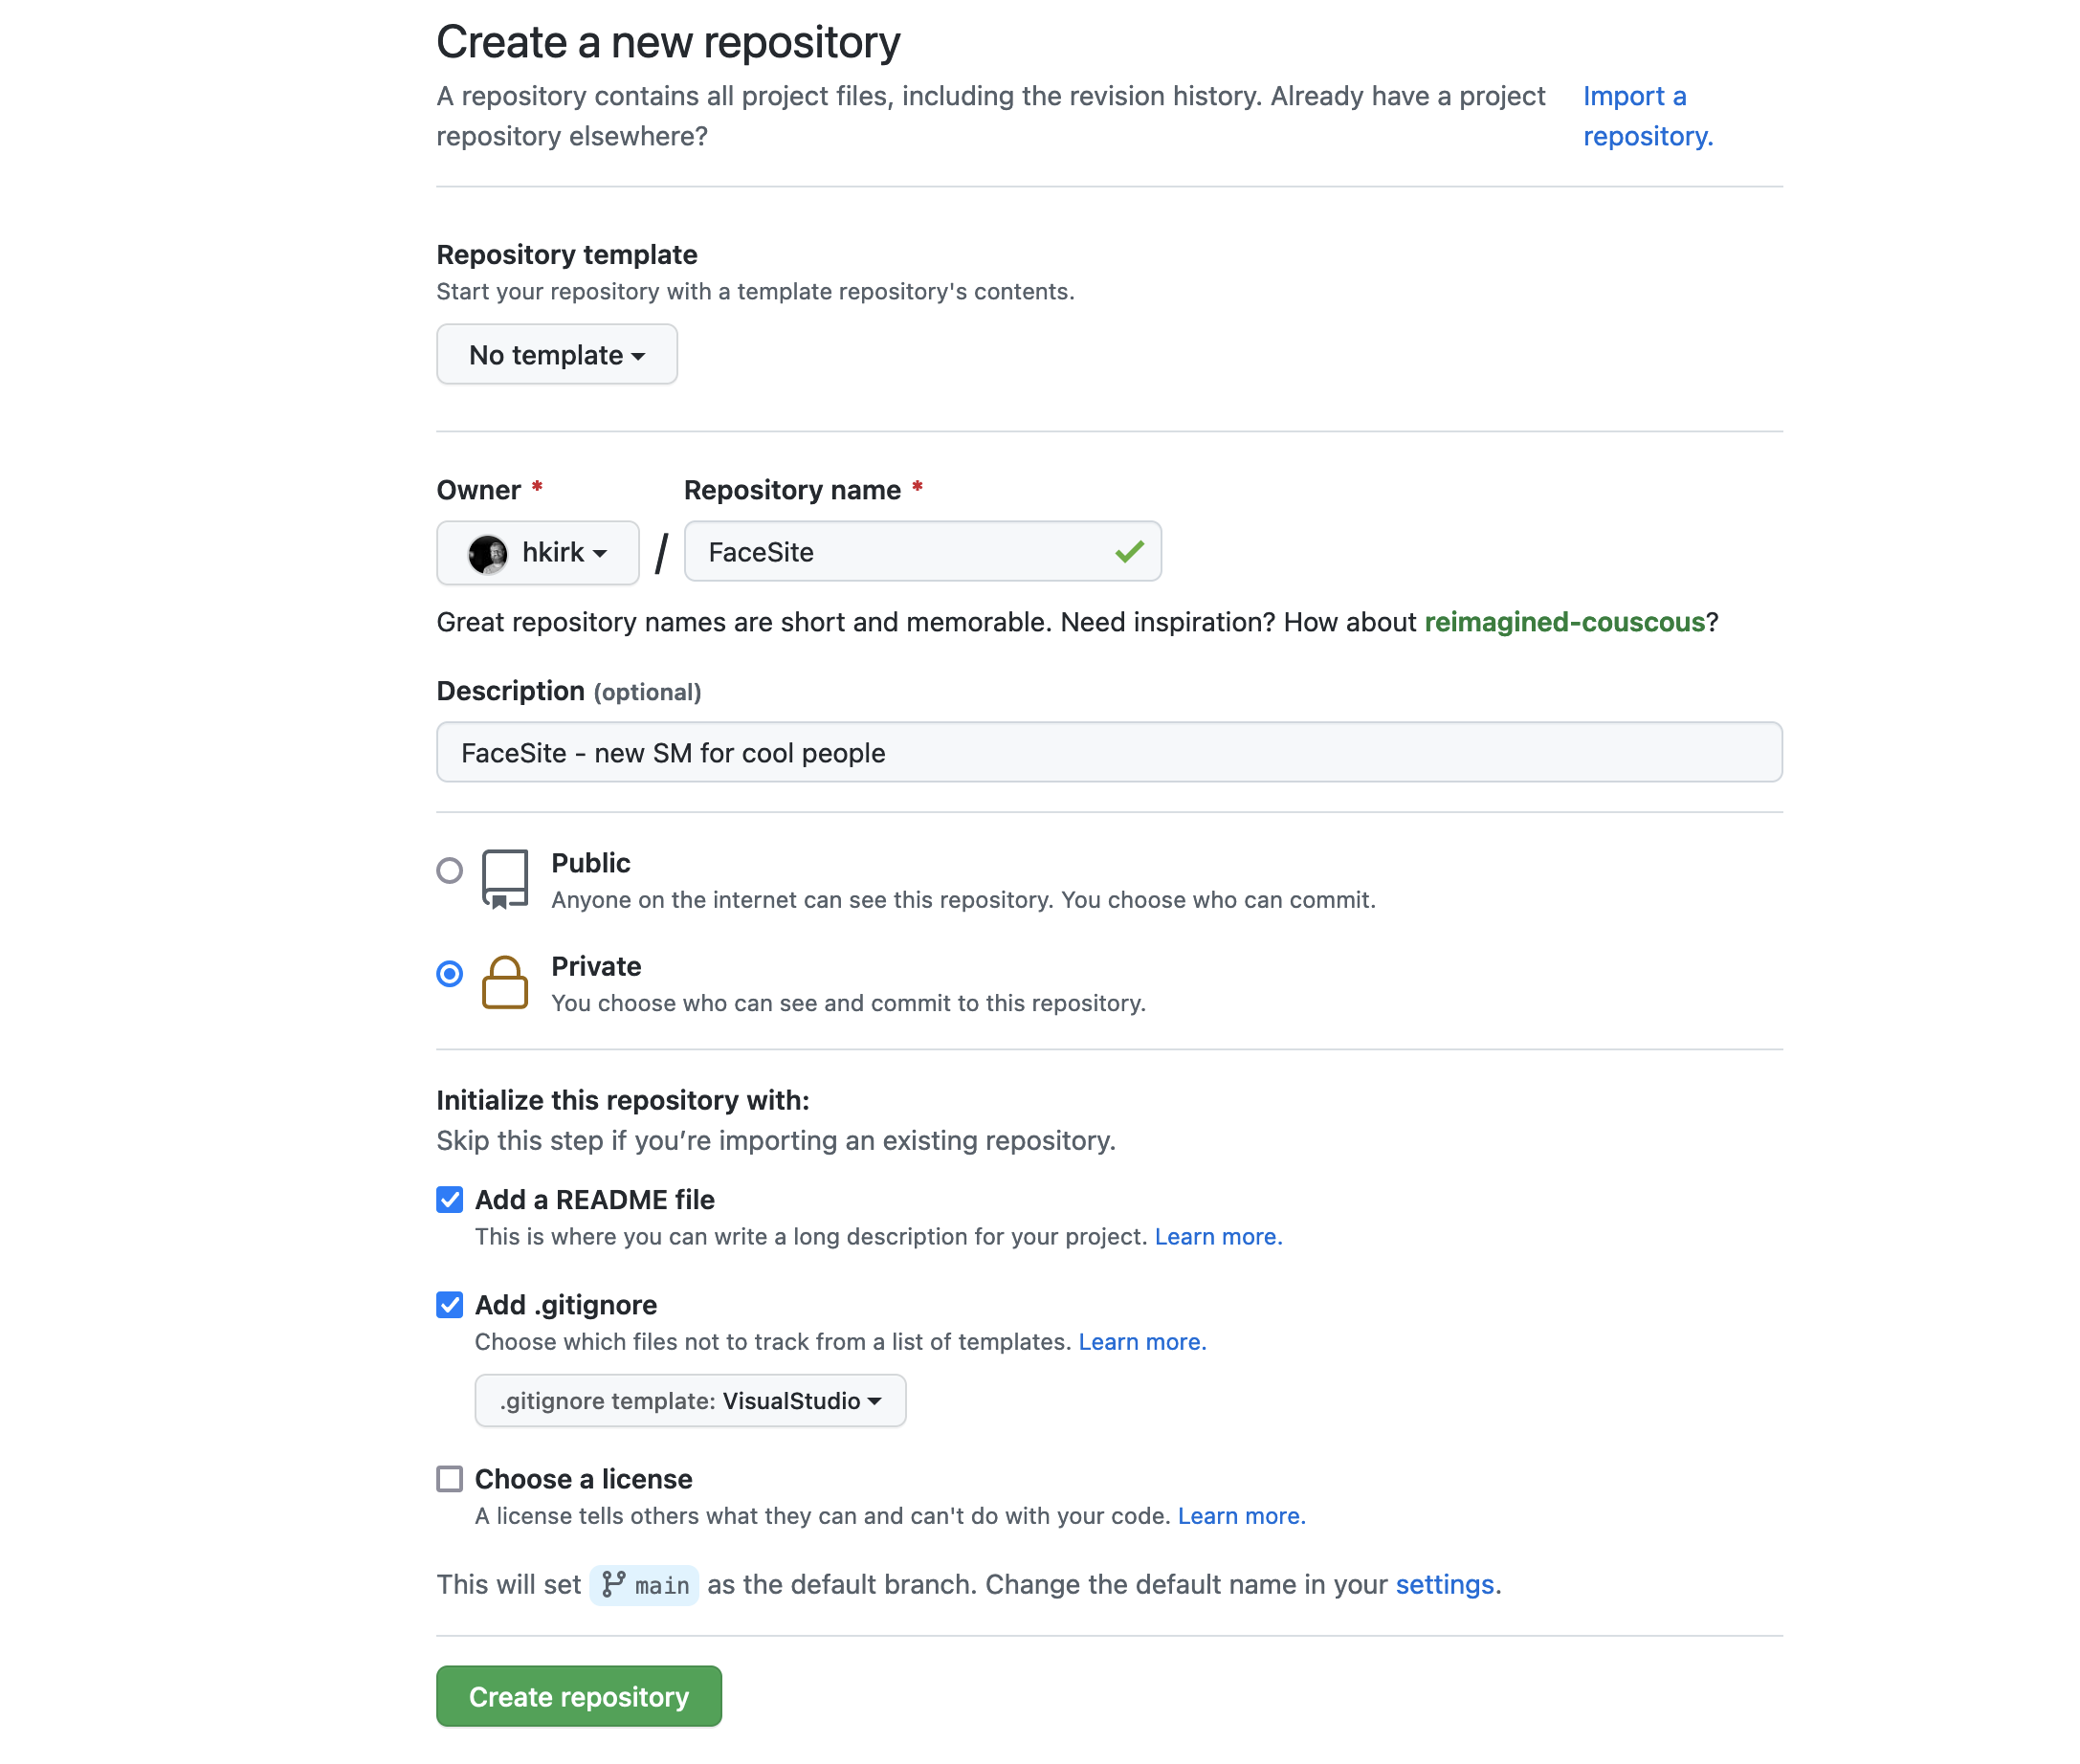 Create a new repository
A repository contains all project files, including the revision history. Already have a project repository elsewhere? Import a repository.
Repository template
Start your repository with a template repository's contents.
No template
Owner * Repository name *
hkirk / FaceSite
Great repository names are short and memorable. Need inspiration? How about reimagined-couscous?
Description (optional)
FaceSite - new SM for cool people
Public
Anyone on the internet can see this repository. You choose who can commit.
Private
You choose who can see and commit to this repository.
Initialize this repository with:
Skip this step if you’re importing an existing repository.
Add a README file
This is where you can write a long description for your project. Learn more.
Add .gitignore
Choose which files not to track from a list of templates. Learn more.
.gitignore template: VisualStudio
Choose a license
A license tells others what they can and can't do with your code. Learn more.
This will set main as the default branch. Change the default name in your settings.
Create repository